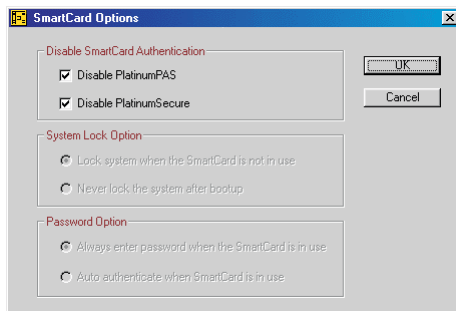 SmartCard Options
Disable SmartCard Authentication
Disable PlatinumPAS
Disable PlatinumSecure
OK
Cancel
System Lock Option
Lock system when the SmartCard is not in use
Never lock the system after bootup
Password Option
Always enter password when the SmartCard is in use
Auto authenticate when SmartCard is in use